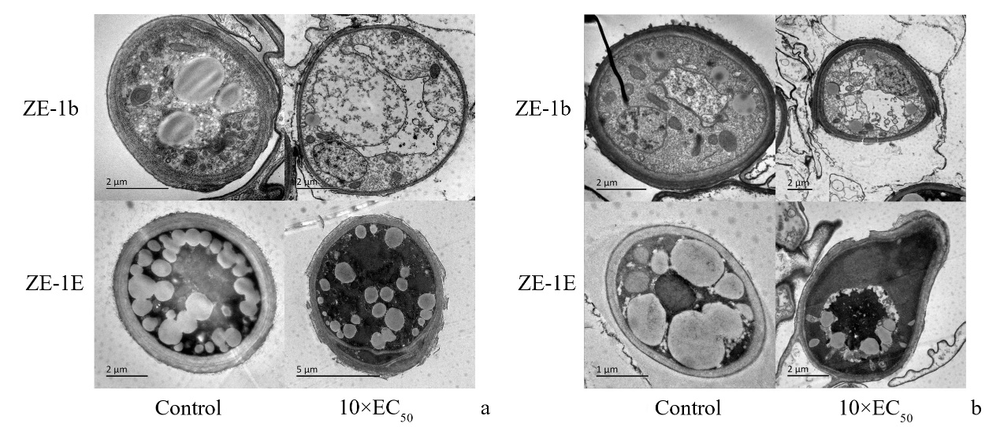 ZE-1b
2 µm
2 µm
ZE-1E
2 µm
5 µm
Control
10×EC50
a
ZE-1b
2 µm
2 µm
ZE-1E
1 µm
2 µm
Control
10×EC50
b